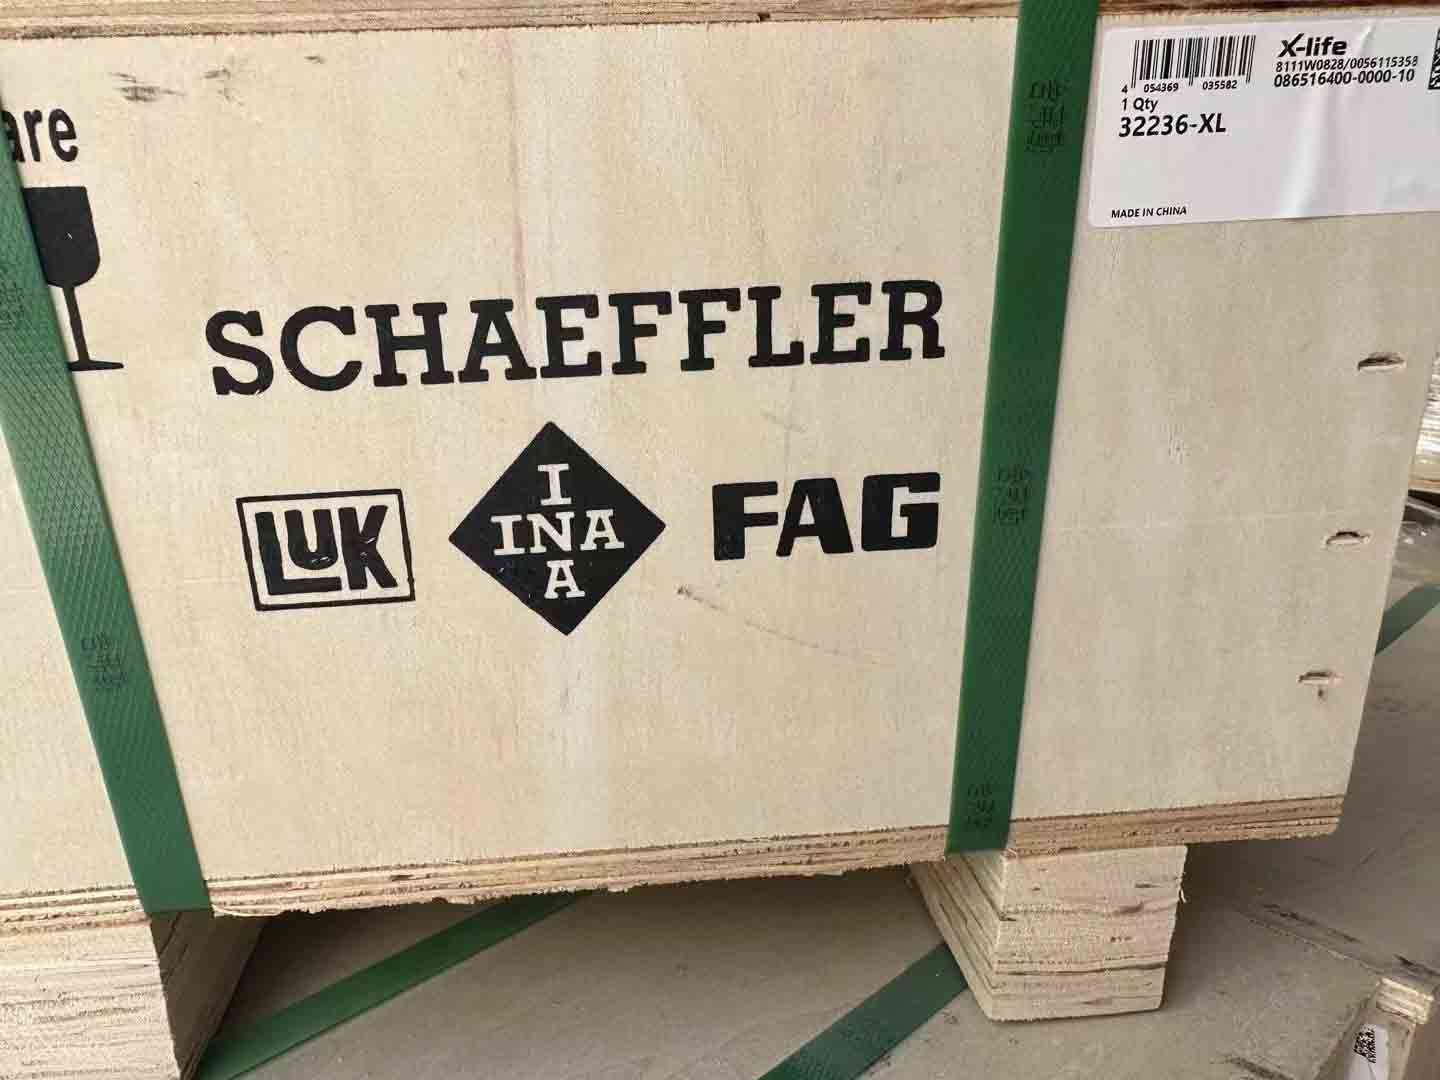 are
SCHAEFFLER
LUK
INA
INA
FAG
X-life
8111W0828/0056115358
086516400-0000-10
4 054369 035582
1 Qty
32236-XL
MADE IN CHINA